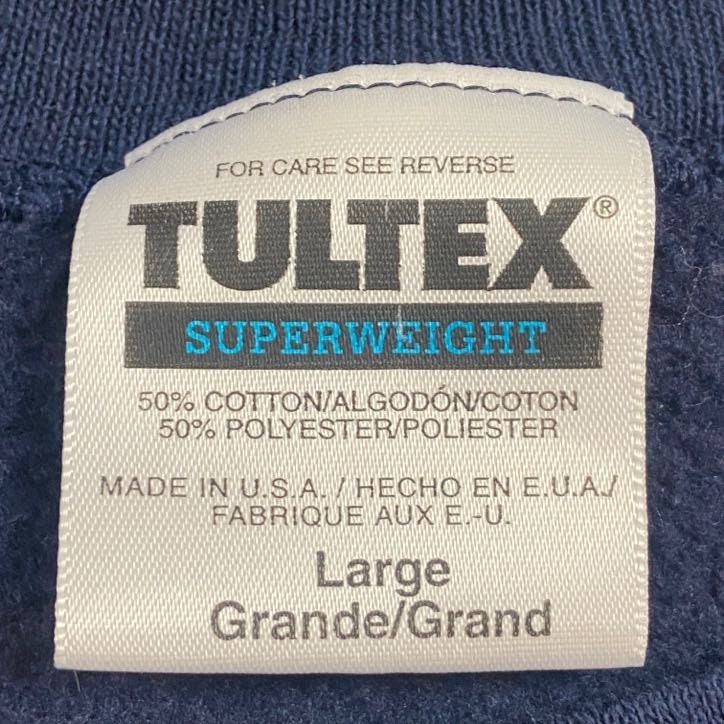 FOR CARE SEE REVERSE
TULTEX®
SUPERWEIGHT
50% COTTON/ALGODÓN/COTON
50% POLYESTER/POLIESTER
MADE IN U.S.A. / HECHO EN E.U.A./
FABRIQUE AUX E.-U.
Large
Grande/Grand